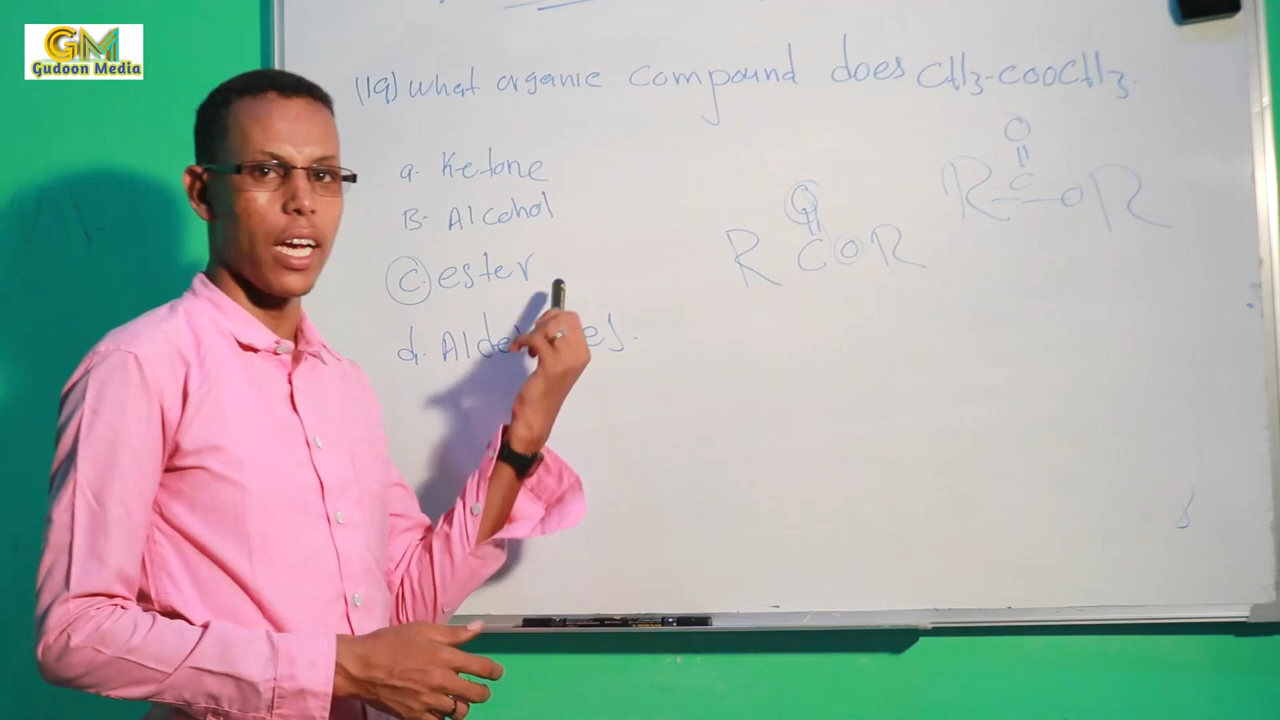 GM
Gudoon Media
(19) What organic compound does CH3-COOCH3.
a. Ketone
B. Alcohol
C. ester
d. 
O
R-C-OR
O
R C O R